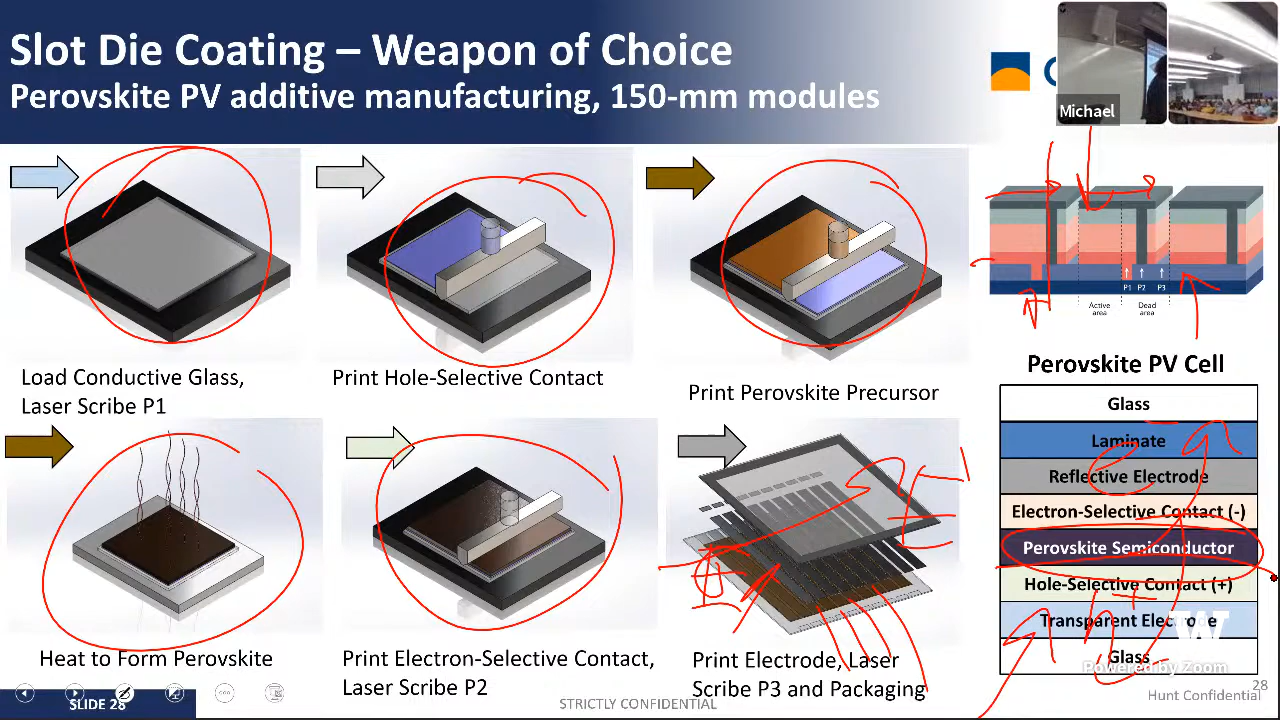 Slot Die Coating – Weapon of Choice
Perovskite PV additive manufacturing, 150-mm modules
Michael
P1 P2 P3
Active area
Dead area
Load Conductive Glass,
Laser Scribe P1
Print Hole-Selective Contact
Print Perovskite Precursor
Perovskite PV Cell
Glass
Laminate
Reflective Electrode
Electron-Selective Contact (-)
Perovskite Semiconductor
Hole-Selective Contact (+)
Transparent Electrode
Glass
Heat to Form Perovskite
Print Electron-Selective Contact,
Laser Scribe P2
Print Electrode, Laser
Scribe P3 and Packaging
W
Powered by Zoom
SLIDE 28
STRICTLY CONFIDENTIAL
28
Hunt Confidential